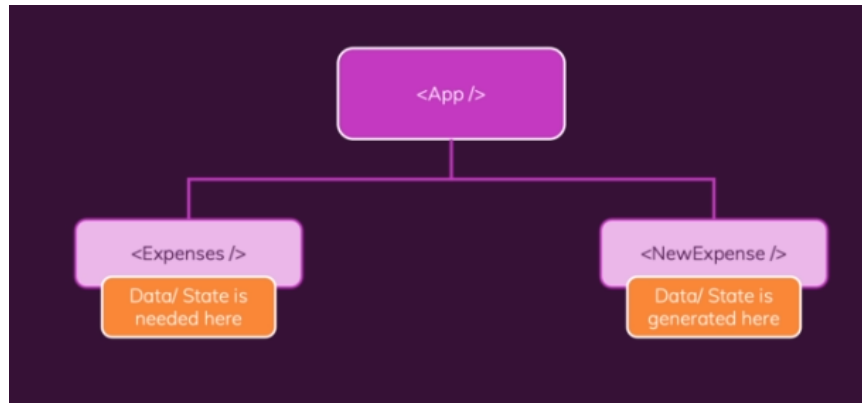 <App />
<Expenses />
Data/ State is
needed here
<NewExpense />
Data/ State is
generated here